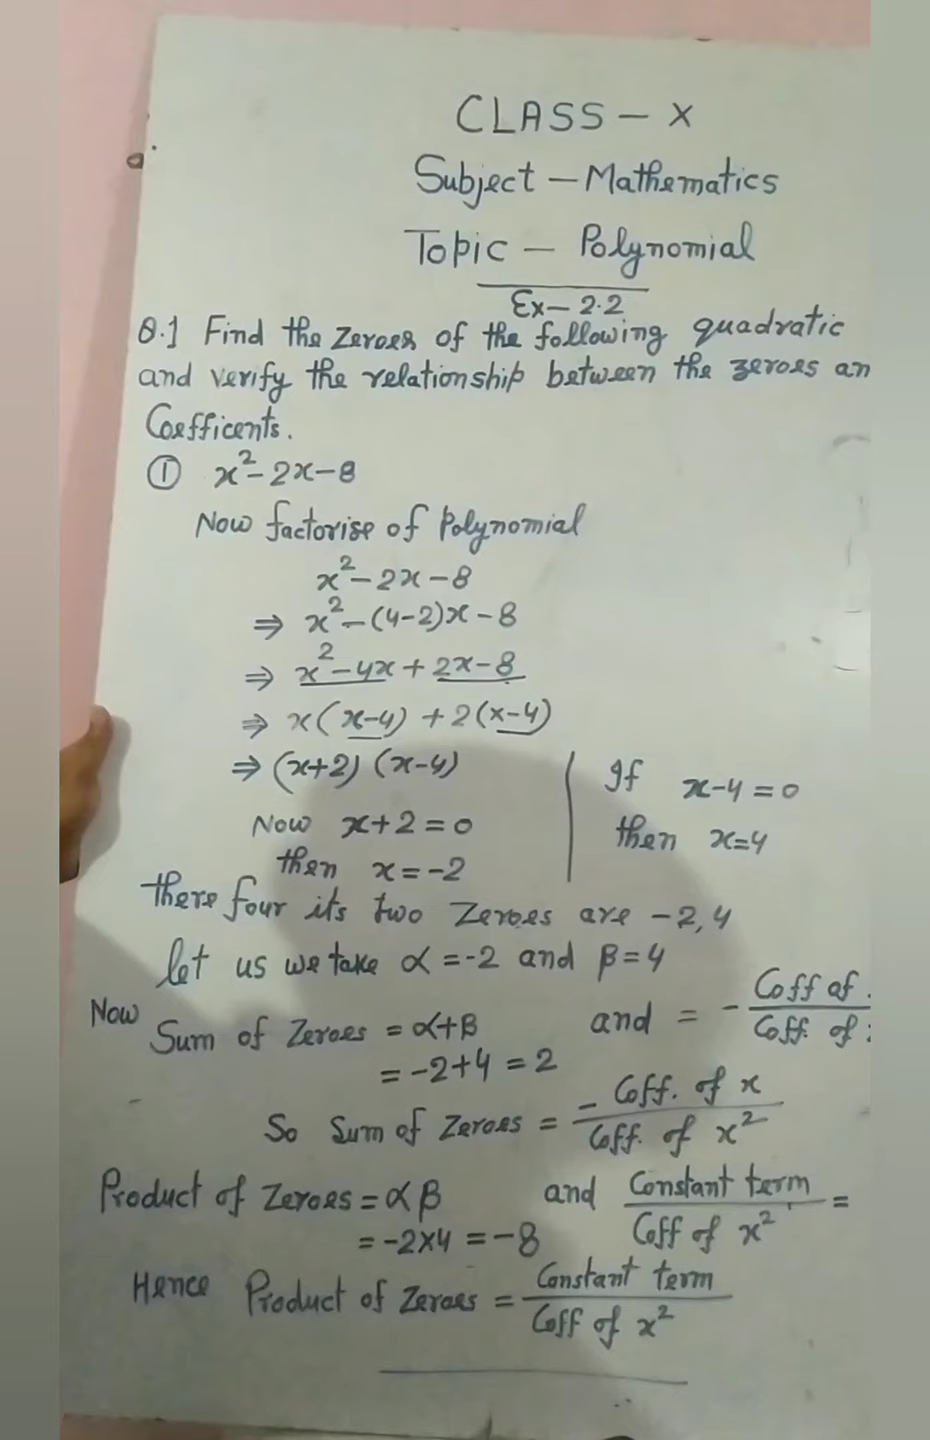 CLASS - X
Subject - Mathematics
Topic - Polynomial
Ex- 2.2
Q.1 Find the zeroes of the following quadratic
and verify the relationship between the zeroes an
Coefficents.
① x²-2x-8
Now factorise of Polynomial
x²-2x-8
⇒ x²-(4-2)x-8
⇒ x²-4x+2x-8
⇒ x(x-4)+2(x-4)
⇒ (x+2)(x-4)
If x-4=0
Now x+2=0
then x=4
then x=-2
there four its two Zeroes are -2,4
let us we take α=-2 and β=4
Now Sum of Zeroes = α+β and = - Coff of / Coff. of
= -2+4 = 2
So Sum of Zeroes = - Coff. of x / Coff. of x²
Product of Zeroes = αβ and Constant term / Coff of x² =
= -2×4 = -8
Hence Product of Zeroes = Constant term / Coff of x²